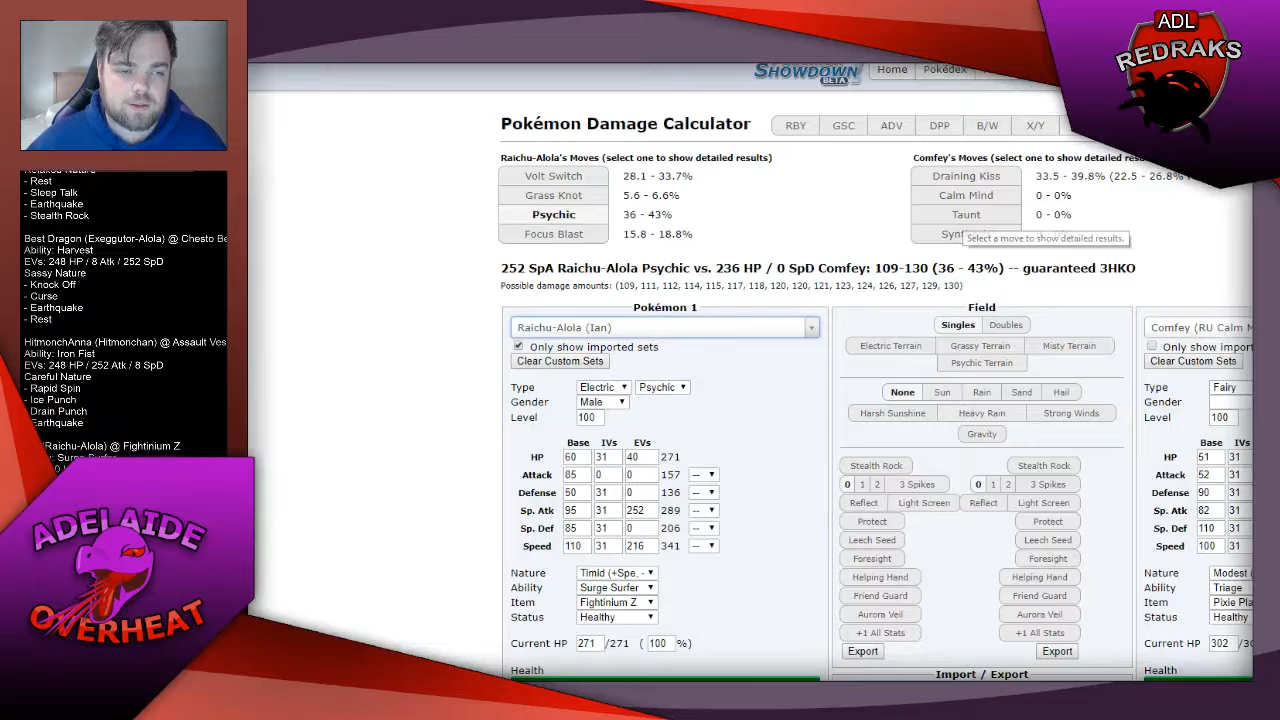 ADL
REDRAKS
SHOWDOWN
BETA
Home
Pokédex
Pokémon Damage Calculator
RBY
GSC
ADV
DPP
B/W
X/Y
Raichu-Alola's Moves (select one to show detailed results)
Volt Switch 28.1 - 33.7%
Grass Knot 5.6 - 6.6%
Psychic 36 - 43%
Focus Blast 15.8 - 18.8%
Comfey's Moves (select one to show detailed resu
Draining Kiss 33.5 - 39.8% (22.5 - 26.8%
Calm Mind 0 - 0%
Taunt 0 - 0%
Syn
Select a move to show detailed results.
252 SpA Raichu-Alola Psychic vs. 236 HP / 0 SpD Comfey: 109-130 (36 - 43%) -- guaranteed 3HKO
Possible damage amounts: (109, 111, 112, 114, 115, 117, 118, 120, 120, 121, 123, 124, 126, 127, 129, 130)
Pokémon 1
Raichu-Alola (Ian)
Only show imported sets
Clear Custom Sets
Type Electric Psychic
Gender Male
Level 100
Base IVs EVs
HP 60 31 40 271
Attack 85 0 0 157 --
Defense 50 31 0 136 --
Sp. Atk 95 31 252 289 --
Sp. Def 85 31 0 206 --
Speed 110 31 216 341 --
Nature Timid (+Spe, -
Ability Surge Surfer
Item Fightinium Z
Status Healthy
Current HP 271 /271 ( 100 %)
Health
Field
Singles Doubles
Electric Terrain Grassy Terrain Misty Terrain
Psychic Terrain
None Sun Rain Sand Hail
Harsh Sunshine Heavy Rain Strong Winds
Gravity
Stealth Rock Stealth Rock
0 1 2 3 Spikes 0 1 2 3 Spikes
Reflect Light Screen Reflect Light Screen
Protect Protect
Leech Seed Leech Seed
Foresight Foresight
Helping Hand Helping Hand
Friend Guard Friend Guard
Aurora Veil Aurora Veil
+1 All Stats +1 All Stats
Export Export
Import / Export
Comfey (RU Calm M
Only show import
Clear Custom Sets
Type Fairy
Gender
Level 100
Base IVs
HP 51 31
Attack 52 31
Defense 90 31
Sp. Atk 82 31
Sp. Def 110 31
Speed 100 31
Nature Modest (
Ability Triage
Item Pixie Pla
Status Healthy
Current HP 302 /30
Health
Relaxed Nature
- Rest
- Sleep Talk
- Earthquake
- Stealth Rock
Best Dragon (Exeggutor-Alola) @ Chesto Be
Ability: Harvest
EVs: 248 HP / 8 Atk / 252 SpD
Sassy Nature
- Knock Off
- Curse
- Earthquake
- Rest
HitmonchAnna (Hitmonchan) @ Assault Ves
Ability: Iron Fist
EVs: 248 HP / 252 Atk / 8 SpD
Careful Nature
- Rapid Spin
- Ice Punch
- Drain Punch
Earthquake
Raichu-Alola) @ Fightinium Z
ADELAIDE
OVERHEAT